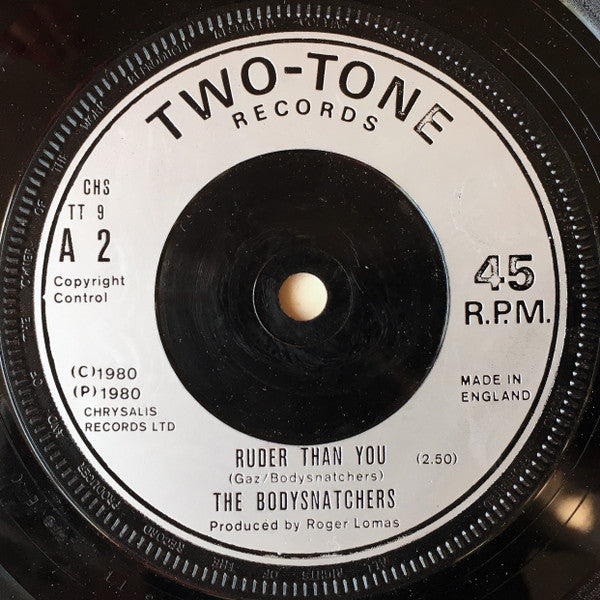 TWO-TONE
RECORDS
CHS
TT 9
A 2
Copyright
Control
45
R.P.M.
(C)1980
(P)1980
CHRYSALIS
RECORDS LTD
MADE IN
ENGLAND
RUDER THAN YOU (2.50)
(Gaz/Bodysnatchers)
THE BODYSNATCHERS
Produced by Roger Lomas